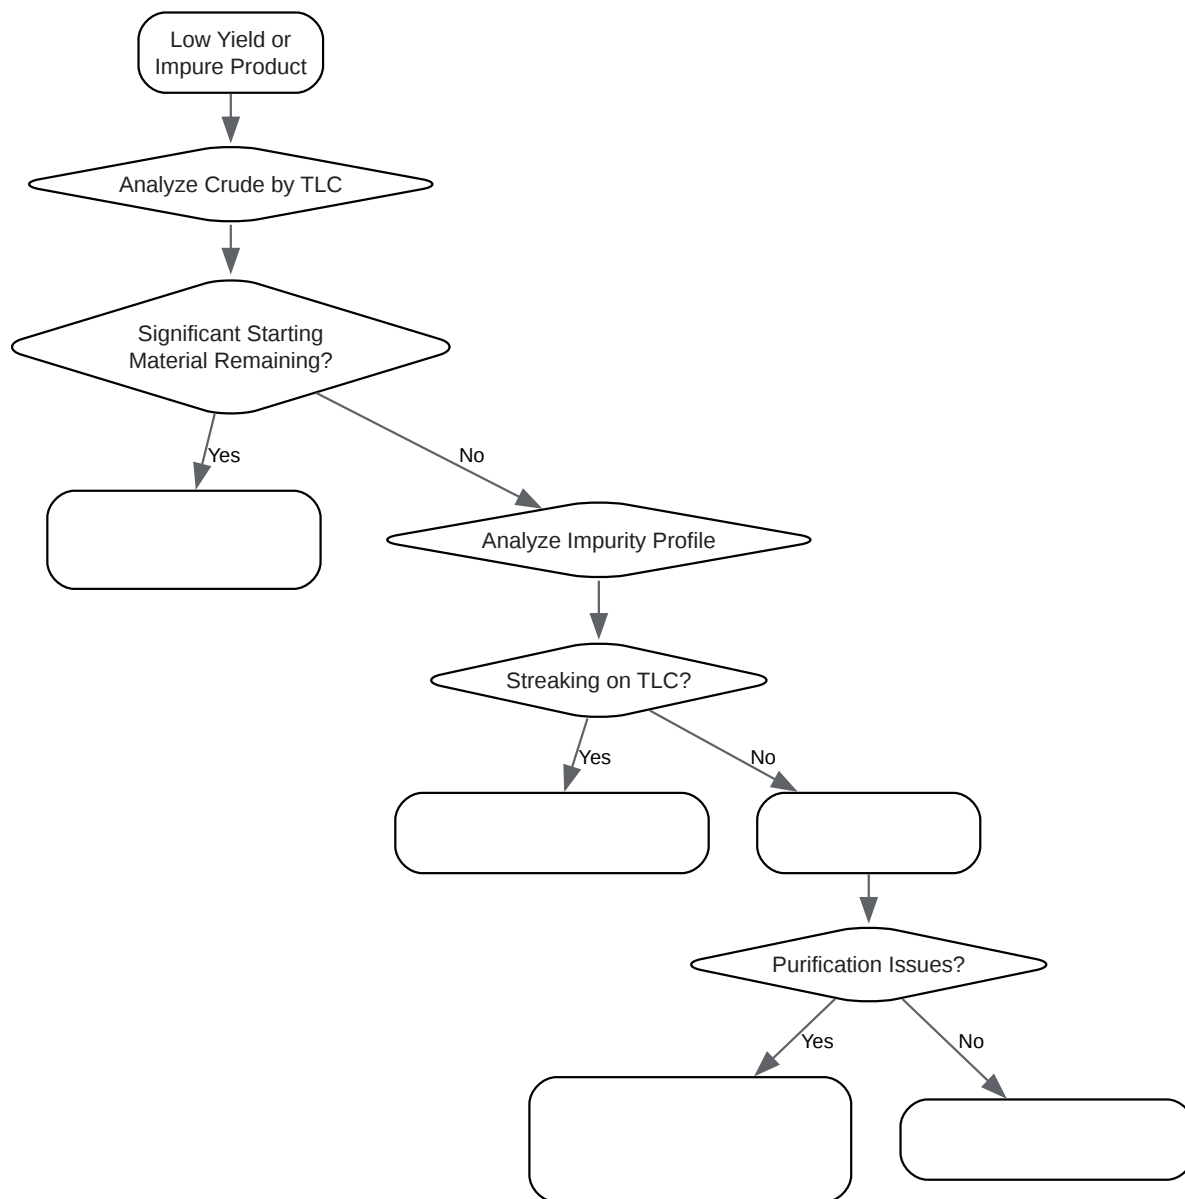 Low Yield or
Impure Product
Analyze Crude by TLC
Significant Starting
Material Remaining?
Yes
No
Analyze Impurity Profile
Streaking on TLC?
Yes
No
Purification Issues?
Yes
No